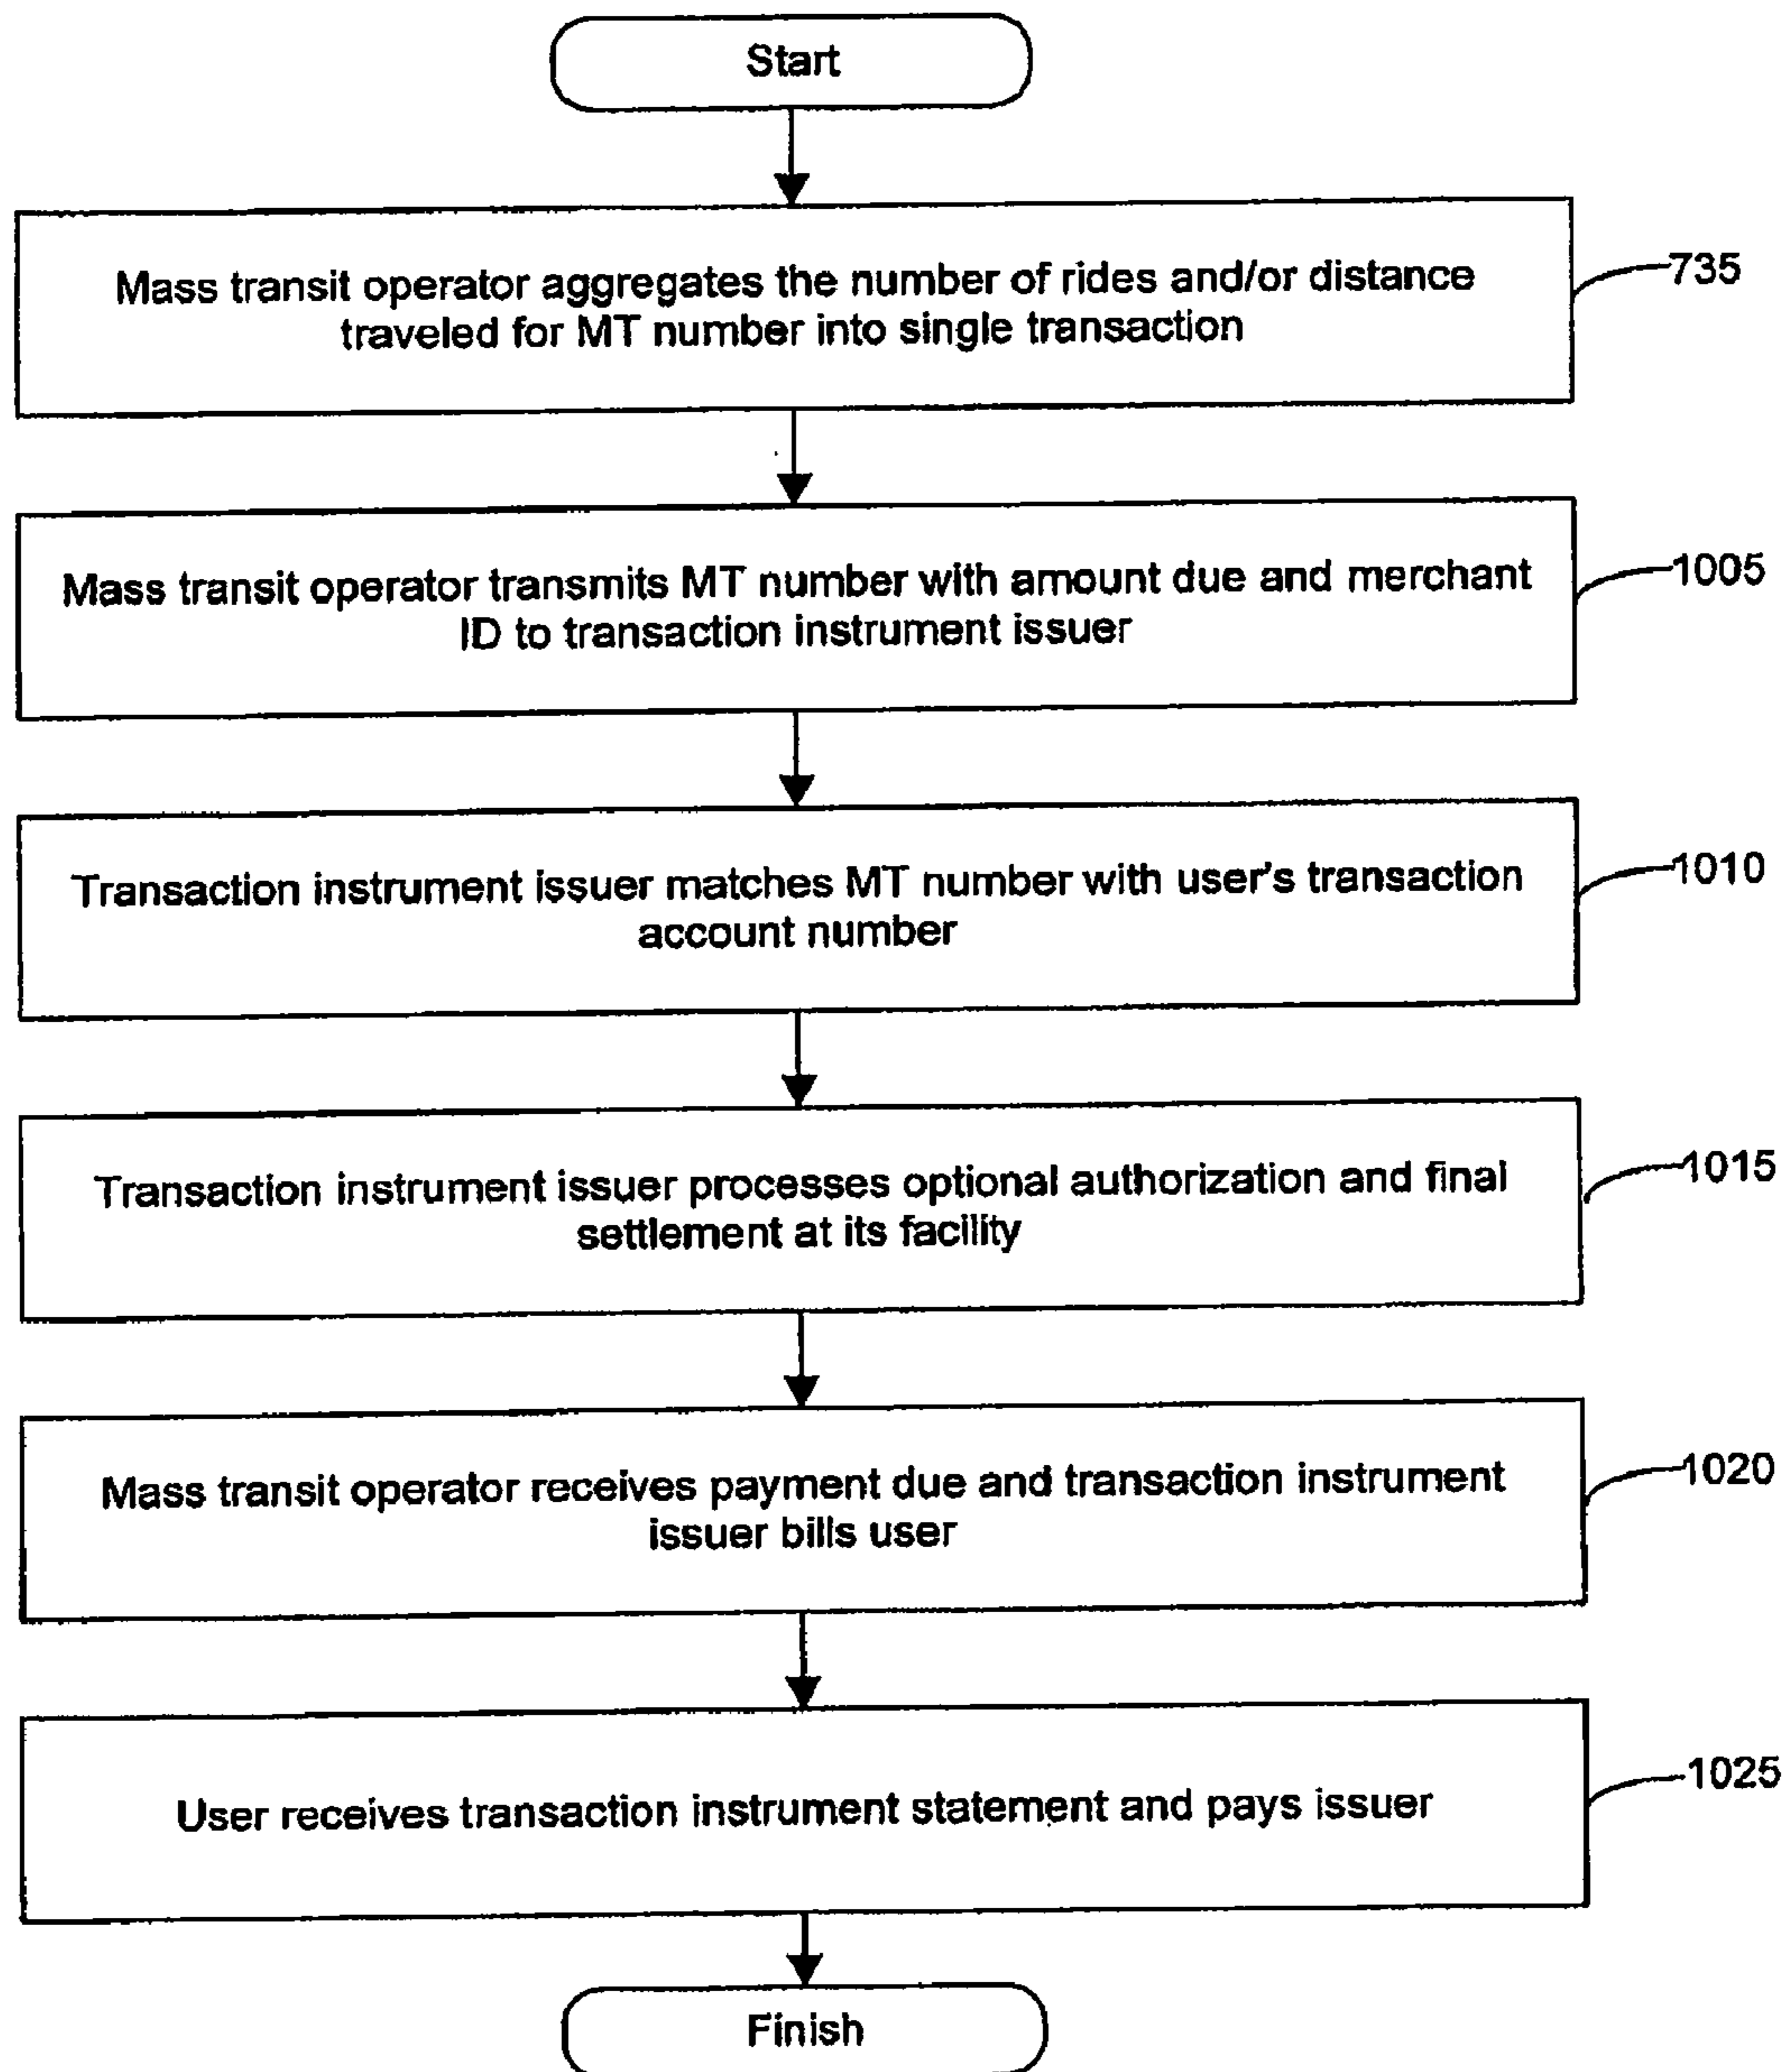 Start
Mass transit operator aggregates the number of rides and/or distance
traveled for MT number into single transaction
735
Mass transit operator transmits MT number with amount due and merchant
ID to transaction instrument issuer
1005
Transaction instrument issuer matches MT number with user's transaction
account number
1010
Transaction instrument issuer processes optional authorization and final
settlement at its facility
1015
Mass transit operator receives payment due and transaction instrument
issuer bills user
1020
User receives transaction instrument statement and pays issuer
1025
Finish